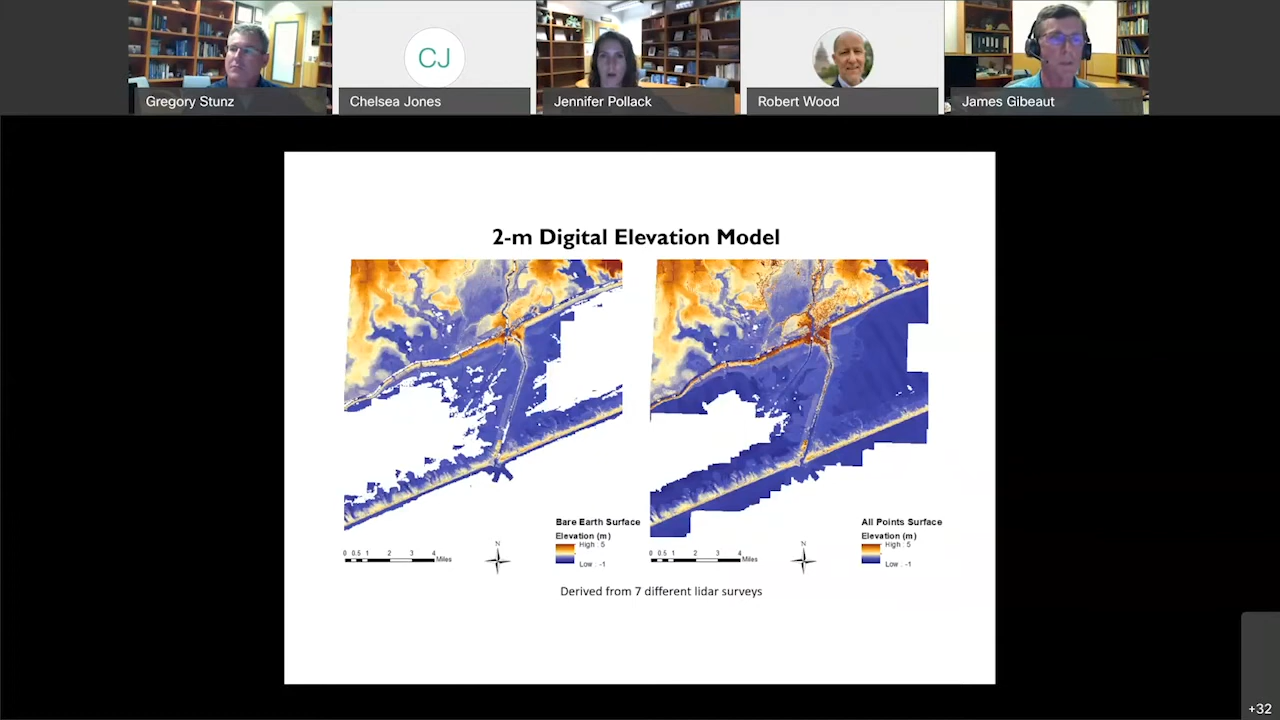 Gregory Stunz
CJ
Chelsea Jones
Jennifer Pollack
Robert Wood
James Gibeaut
2-m Digital Elevation Model
Bare Earth Surface
Elevation (m)
High : 5
Low : -1
N
0 0.5 1 2 3 4
Miles
All Points Surface
Elevation (m)
High : 5
Low : -1
N
0 0.5 1 2 3 4
Miles
Derived from 7 different lidar surveys
+32